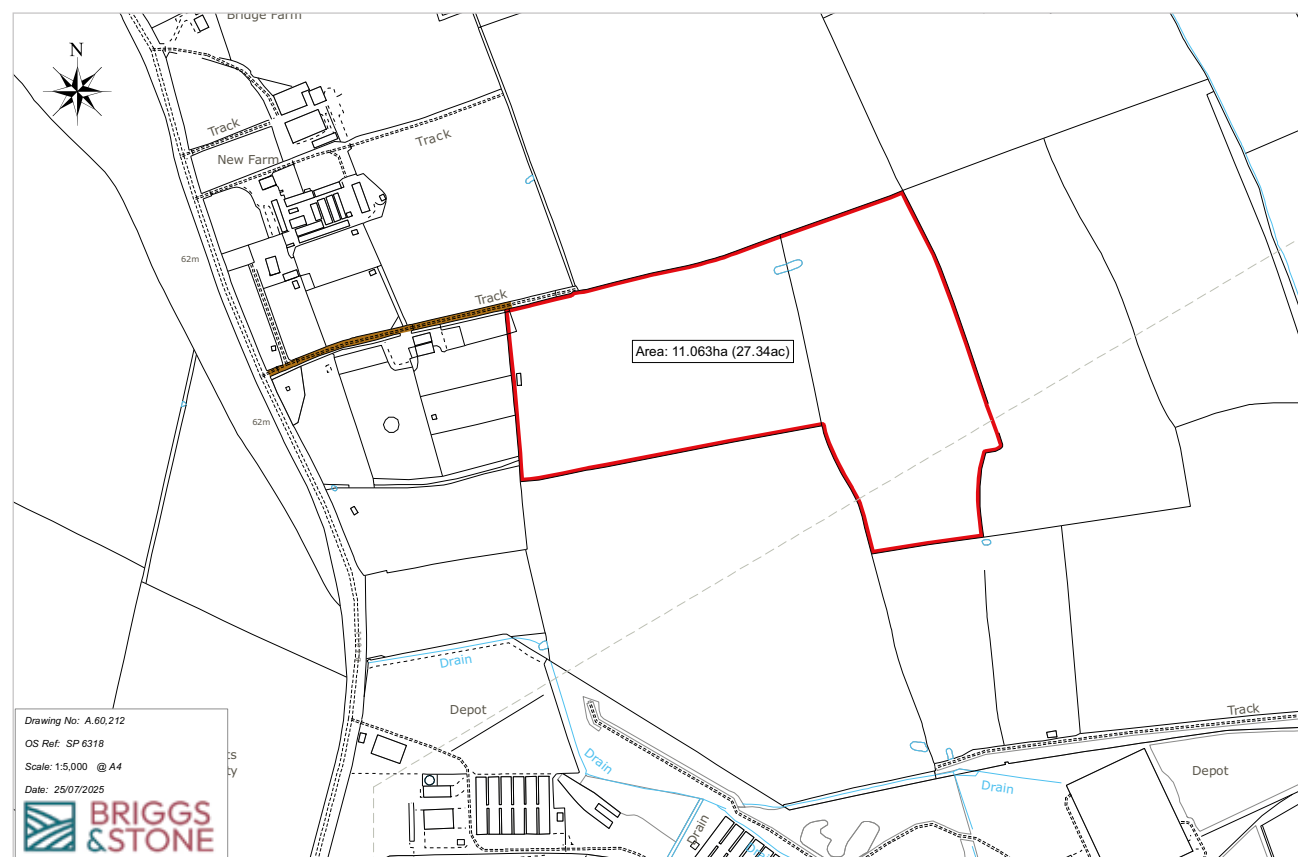 Bridge Farm
N
Track
Track
New Farm
62m
Track
Area: 11.063ha (27.34ac)
62m
Drain
Depot
Track
Drain
Depot
Drain
Drain
Drawing No: A.60,212
OS Ref: SP 6318
Scale: 1:5,000 @ A4
Date: 25/07/2025
BRIGGS
&STONE